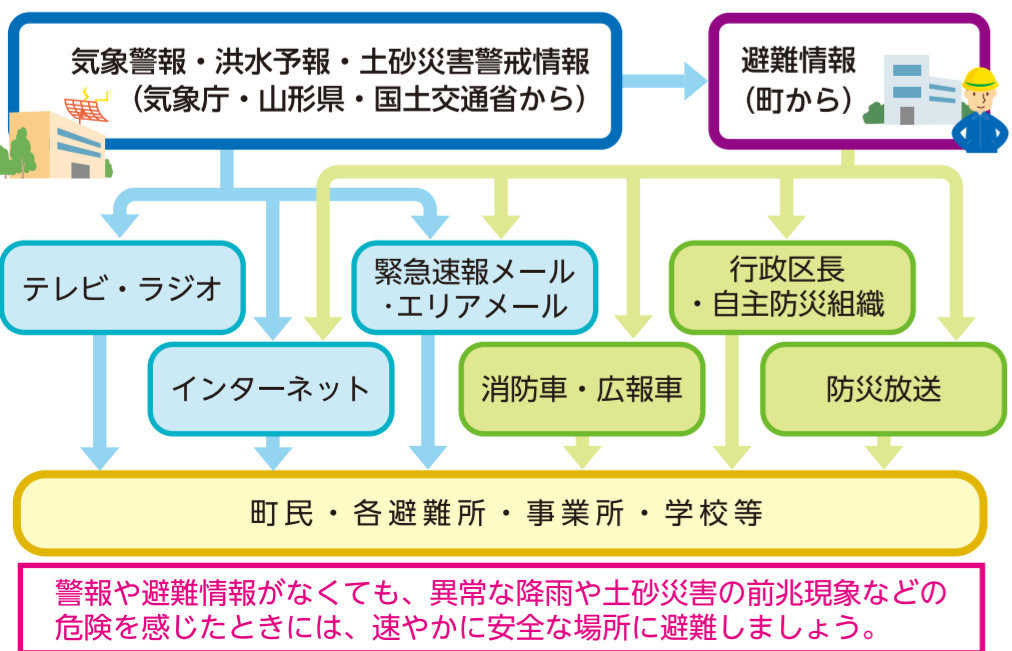 気象警報・洪水予報・土砂災害警戒情報
（気象庁・山形県・国土交通省から）
避難情報
（町から）
テレビ・ラジオ
緊急速報メール
・エリアメール
行政区長
・自主防災組織
インターネット
消防車・広報車
防災放送
町民・各避難所・事業所・学校等
警報や避難情報がなくても、異常な降雨や土砂災害の前兆現象などの
危険を感じたときには、速やかに安全な場所に避難しましょう。